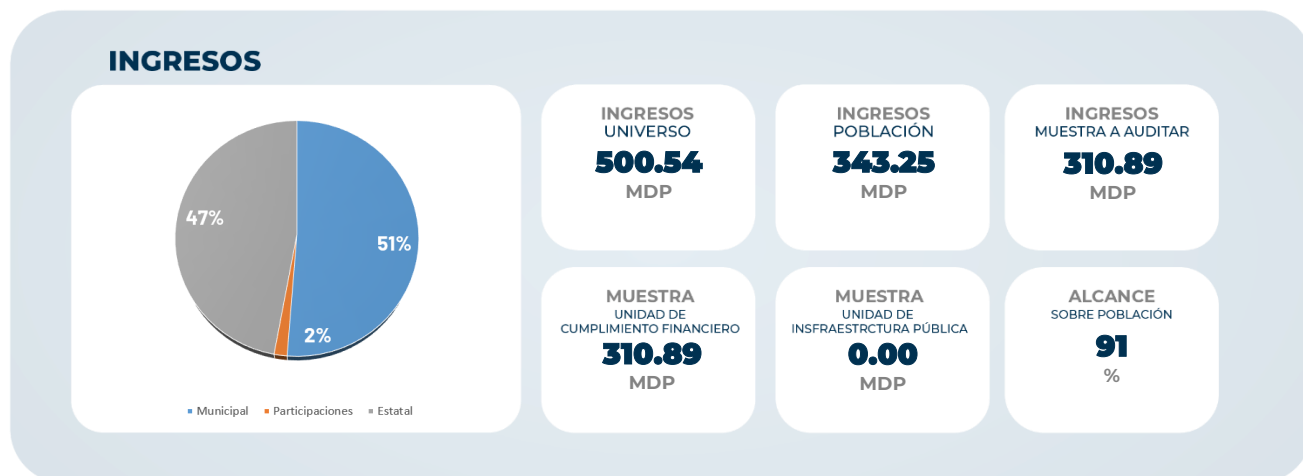 INGRESOS
47%
51%
2%
Municipal
Participaciones
Estatal
INGRESOS
UNIVERSO
500.54
MDP
INGRESOS
POBLACIÓN
343.25
MDP
INGRESOS
MUESTRA A AUDITAR
310.89
MDP
MUESTRA
UNIDAD DE
CUMPLIMIENTO FINANCIERO
310.89
MDP
MUESTRA
UNIDAD DE
INSFRAESTRCTURA PÚBLICA
0.00
MDP
ALCANCE
SOBRE POBLACIÓN
91
%